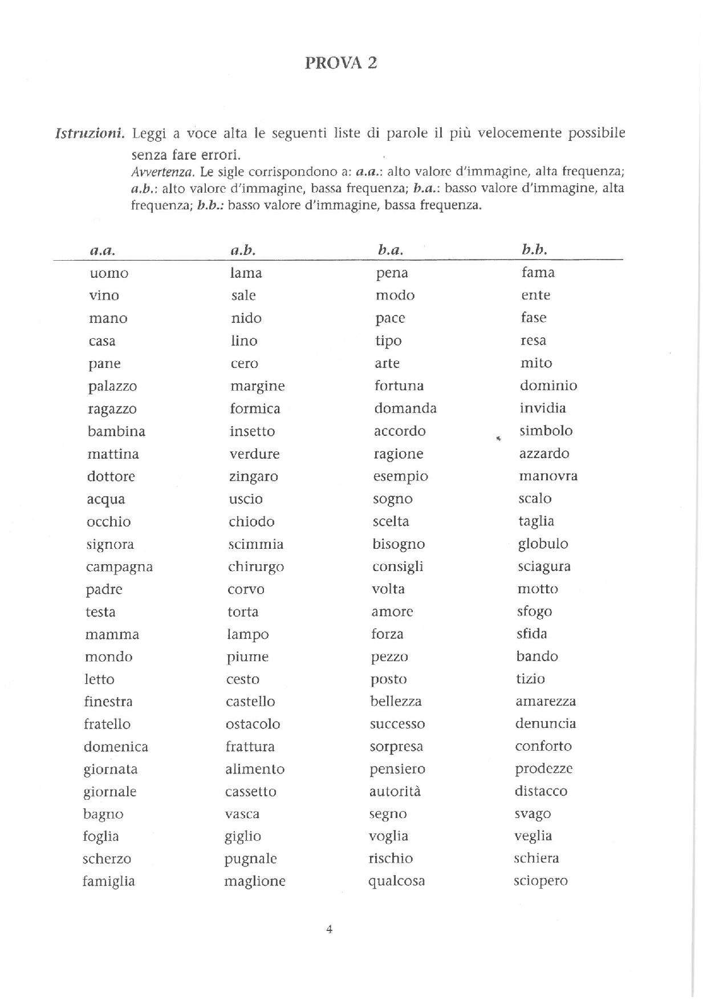 PROVA 2
Istruzioni. Leggi a voce alta le seguenti liste di parole il più velocemente possibile
senza fare errori.
Avvertenza. Le sigle corrispondono a: a.a.: alto valore d'immagine, alta frequenza;
a.b.: alto valore d'immagine, bassa frequenza; b.a.: basso valore d'immagine, alta
frequenza; b.b.: basso valore d'immagine, bassa frequenza.
a.a. a.b. b.a. b.b.
uomo lama pena fama
vino sale modo ente
mano nido pace fase
casa lino tipo resa
pane cero arte mito
palazzo margine fortuna dominio
ragazzo formica domanda invidia
bambina insetto accordo simbolo
mattina verdure ragione azzardo
dottore zingaro esempio manovra
acqua uscio sogno scalo
occhio chiodo scelta taglia
signora scimmia bisogno globulo
campagna chirurgo consigli sciagura
padre corvo volta motto
testa torta amore sfogo
mamma lampo forza sfida
mondo piume pezzo bando
letto cesto posto tizio
finestra castello bellezza amarezza
fratello ostacolo successo denuncia
domenica frattura sorpresa conforto
giornata alimento pensiero prodezze
giornale cassetto autorità distacco
bagno vasca segno svago
foglia giglio voglia veglia
scherzo pugnale rischio schiera
famiglia maglione qualcosa sciopero
4